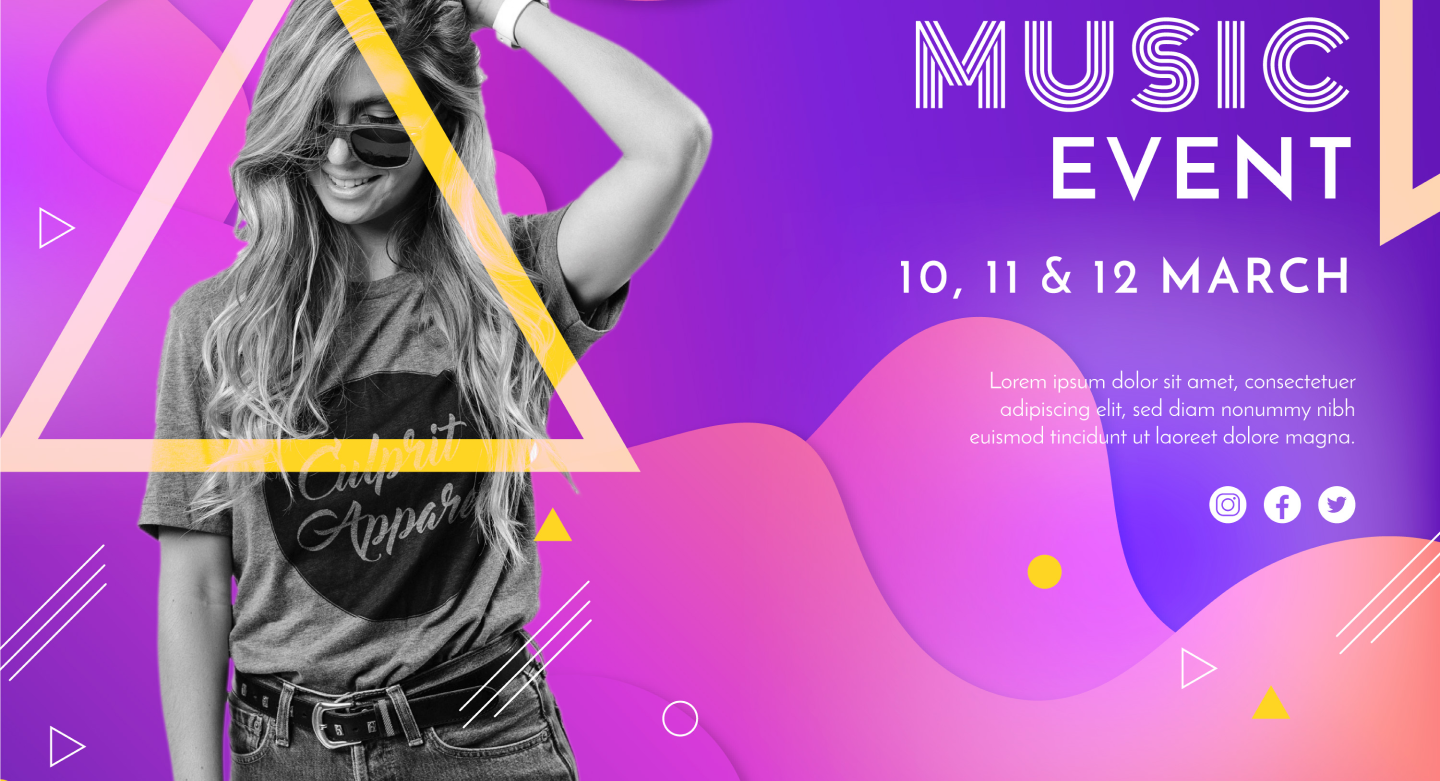 MUSIC
EVENT
10, 11 & 12 MARCH
Lorem ipsum dolor sit amet, consectetuer
adipiscing elit, sed diam nonummy nibh
euismod tincidunt ut laoreet dolore magna.
Culprit
Apparel